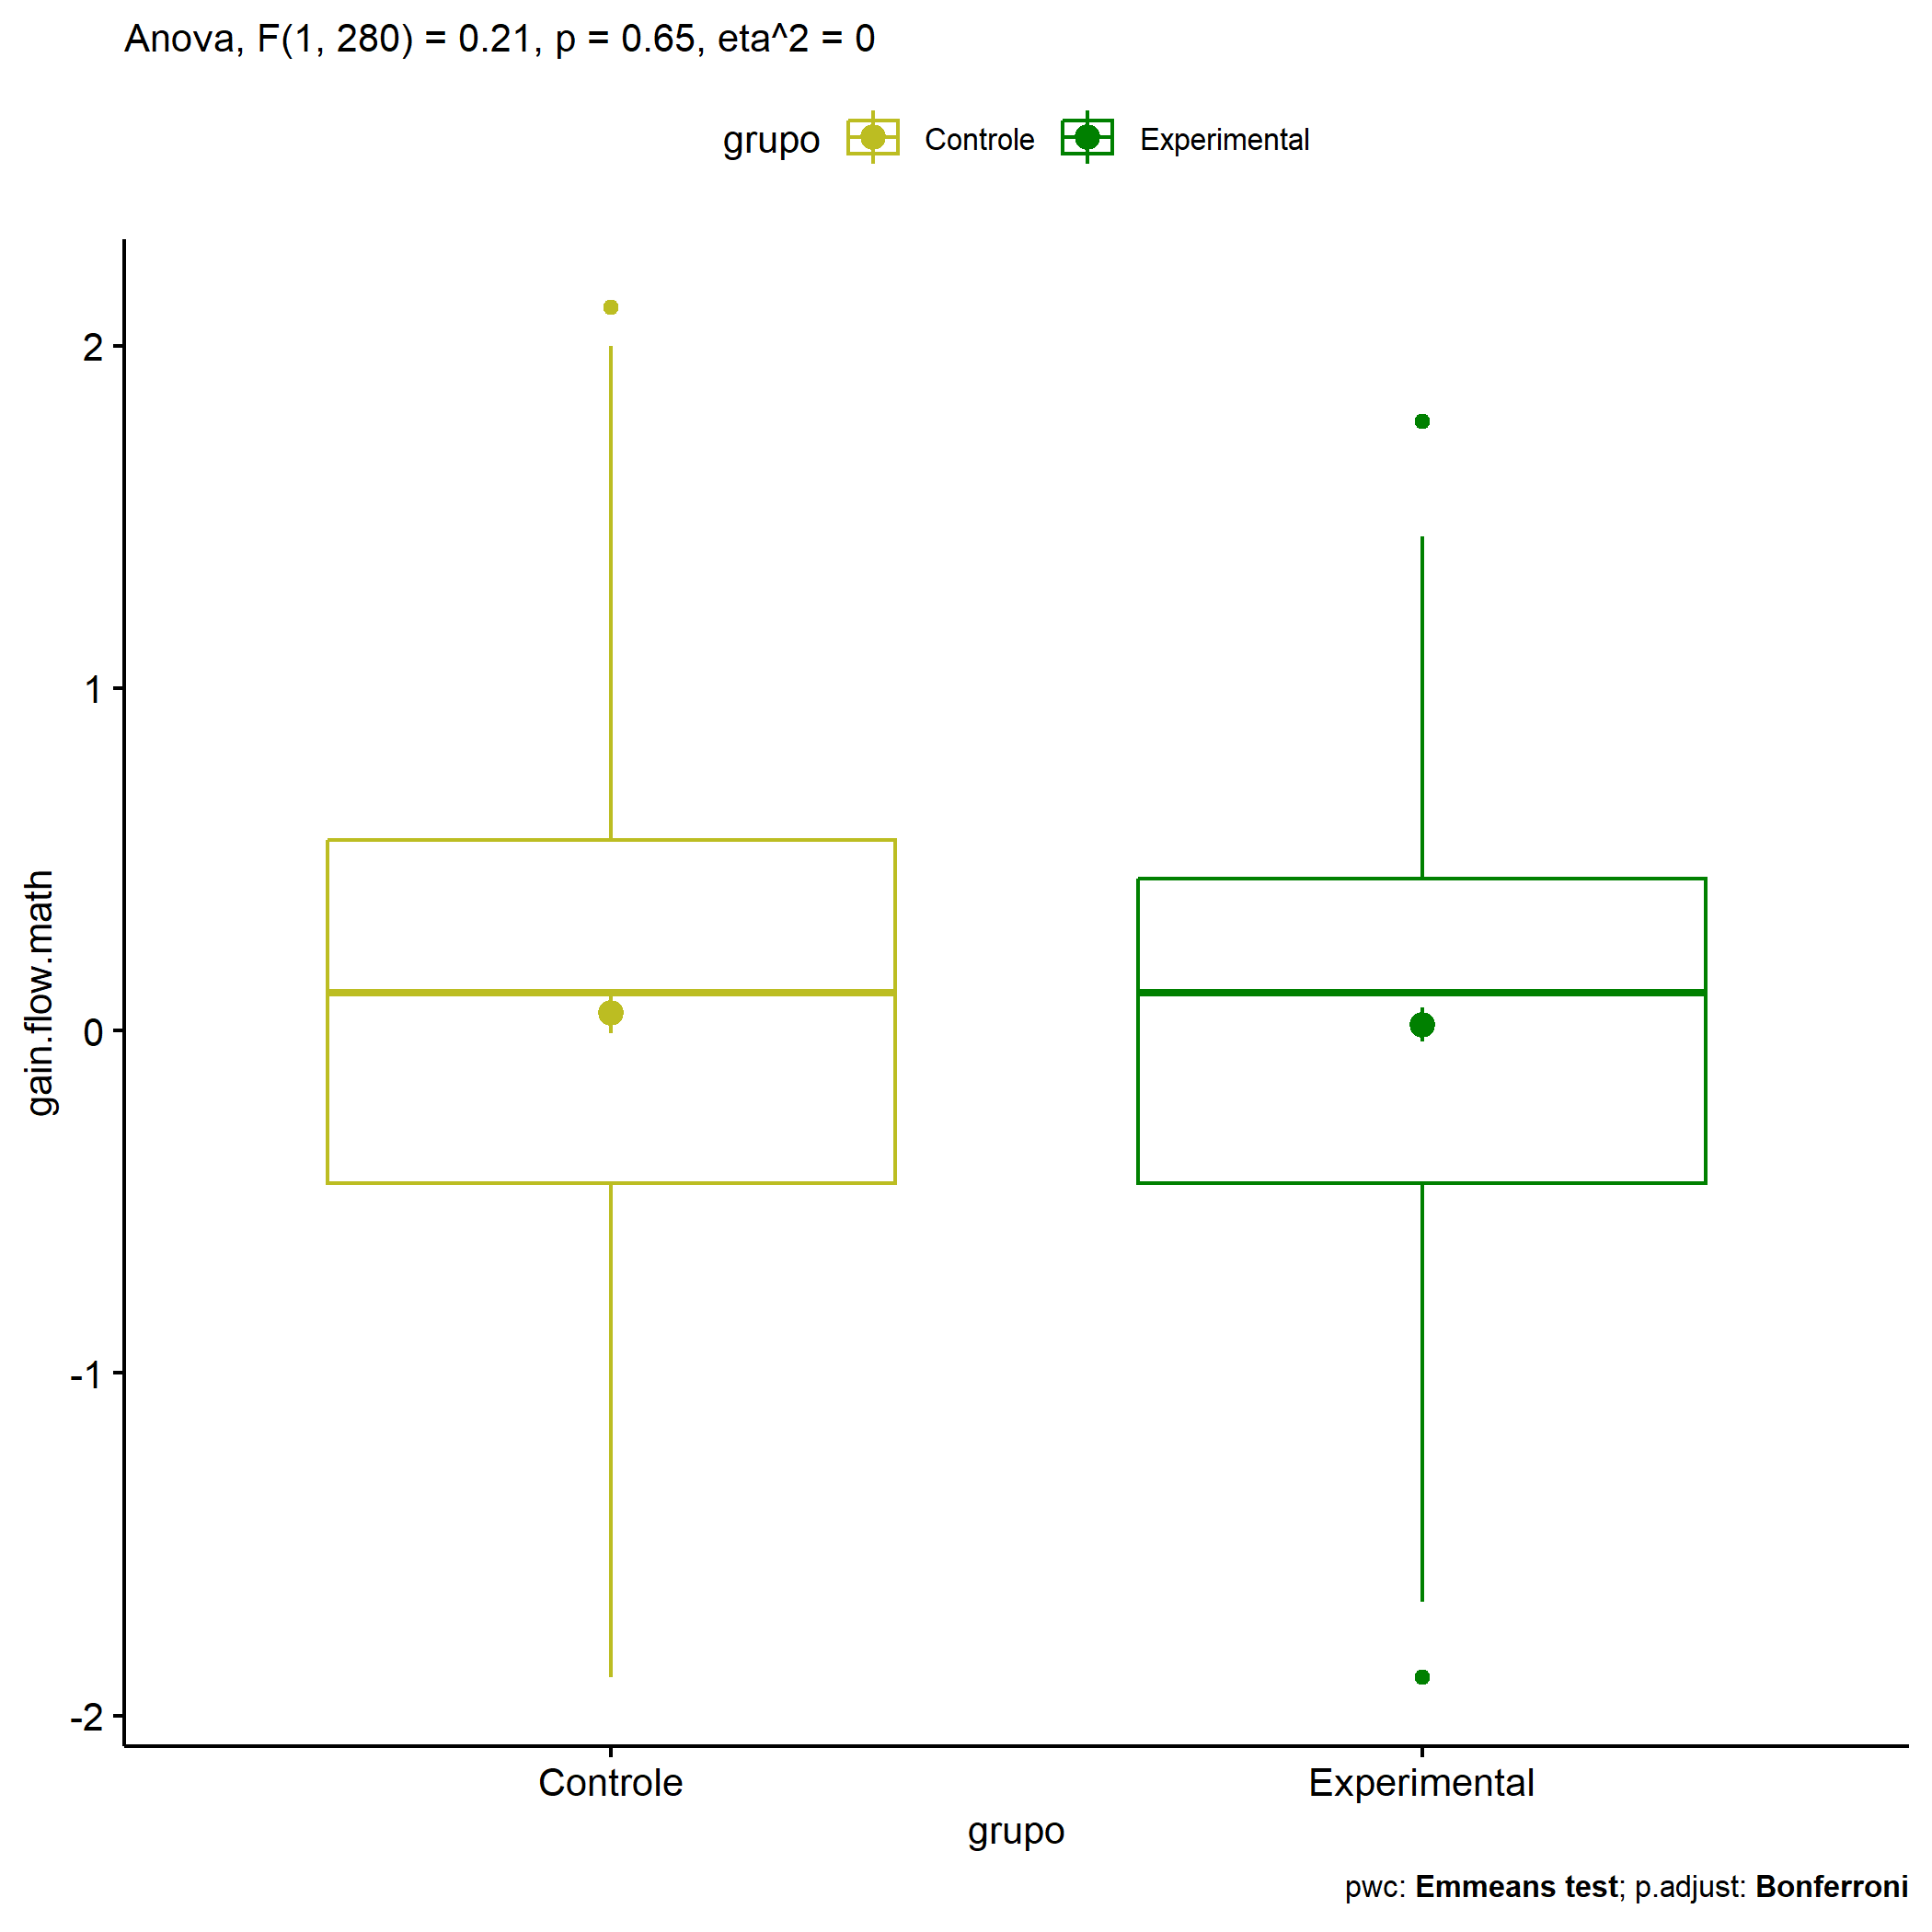 Anova, F(1, 280) = 0.21, p = 0.65, eta^2 = 0
grupo Controle Experimental
gain.flow.math
2
1
0
-1
-2
Controle Experimental
grupo
pwc: Emmeans test; p.adjust: Bonferroni